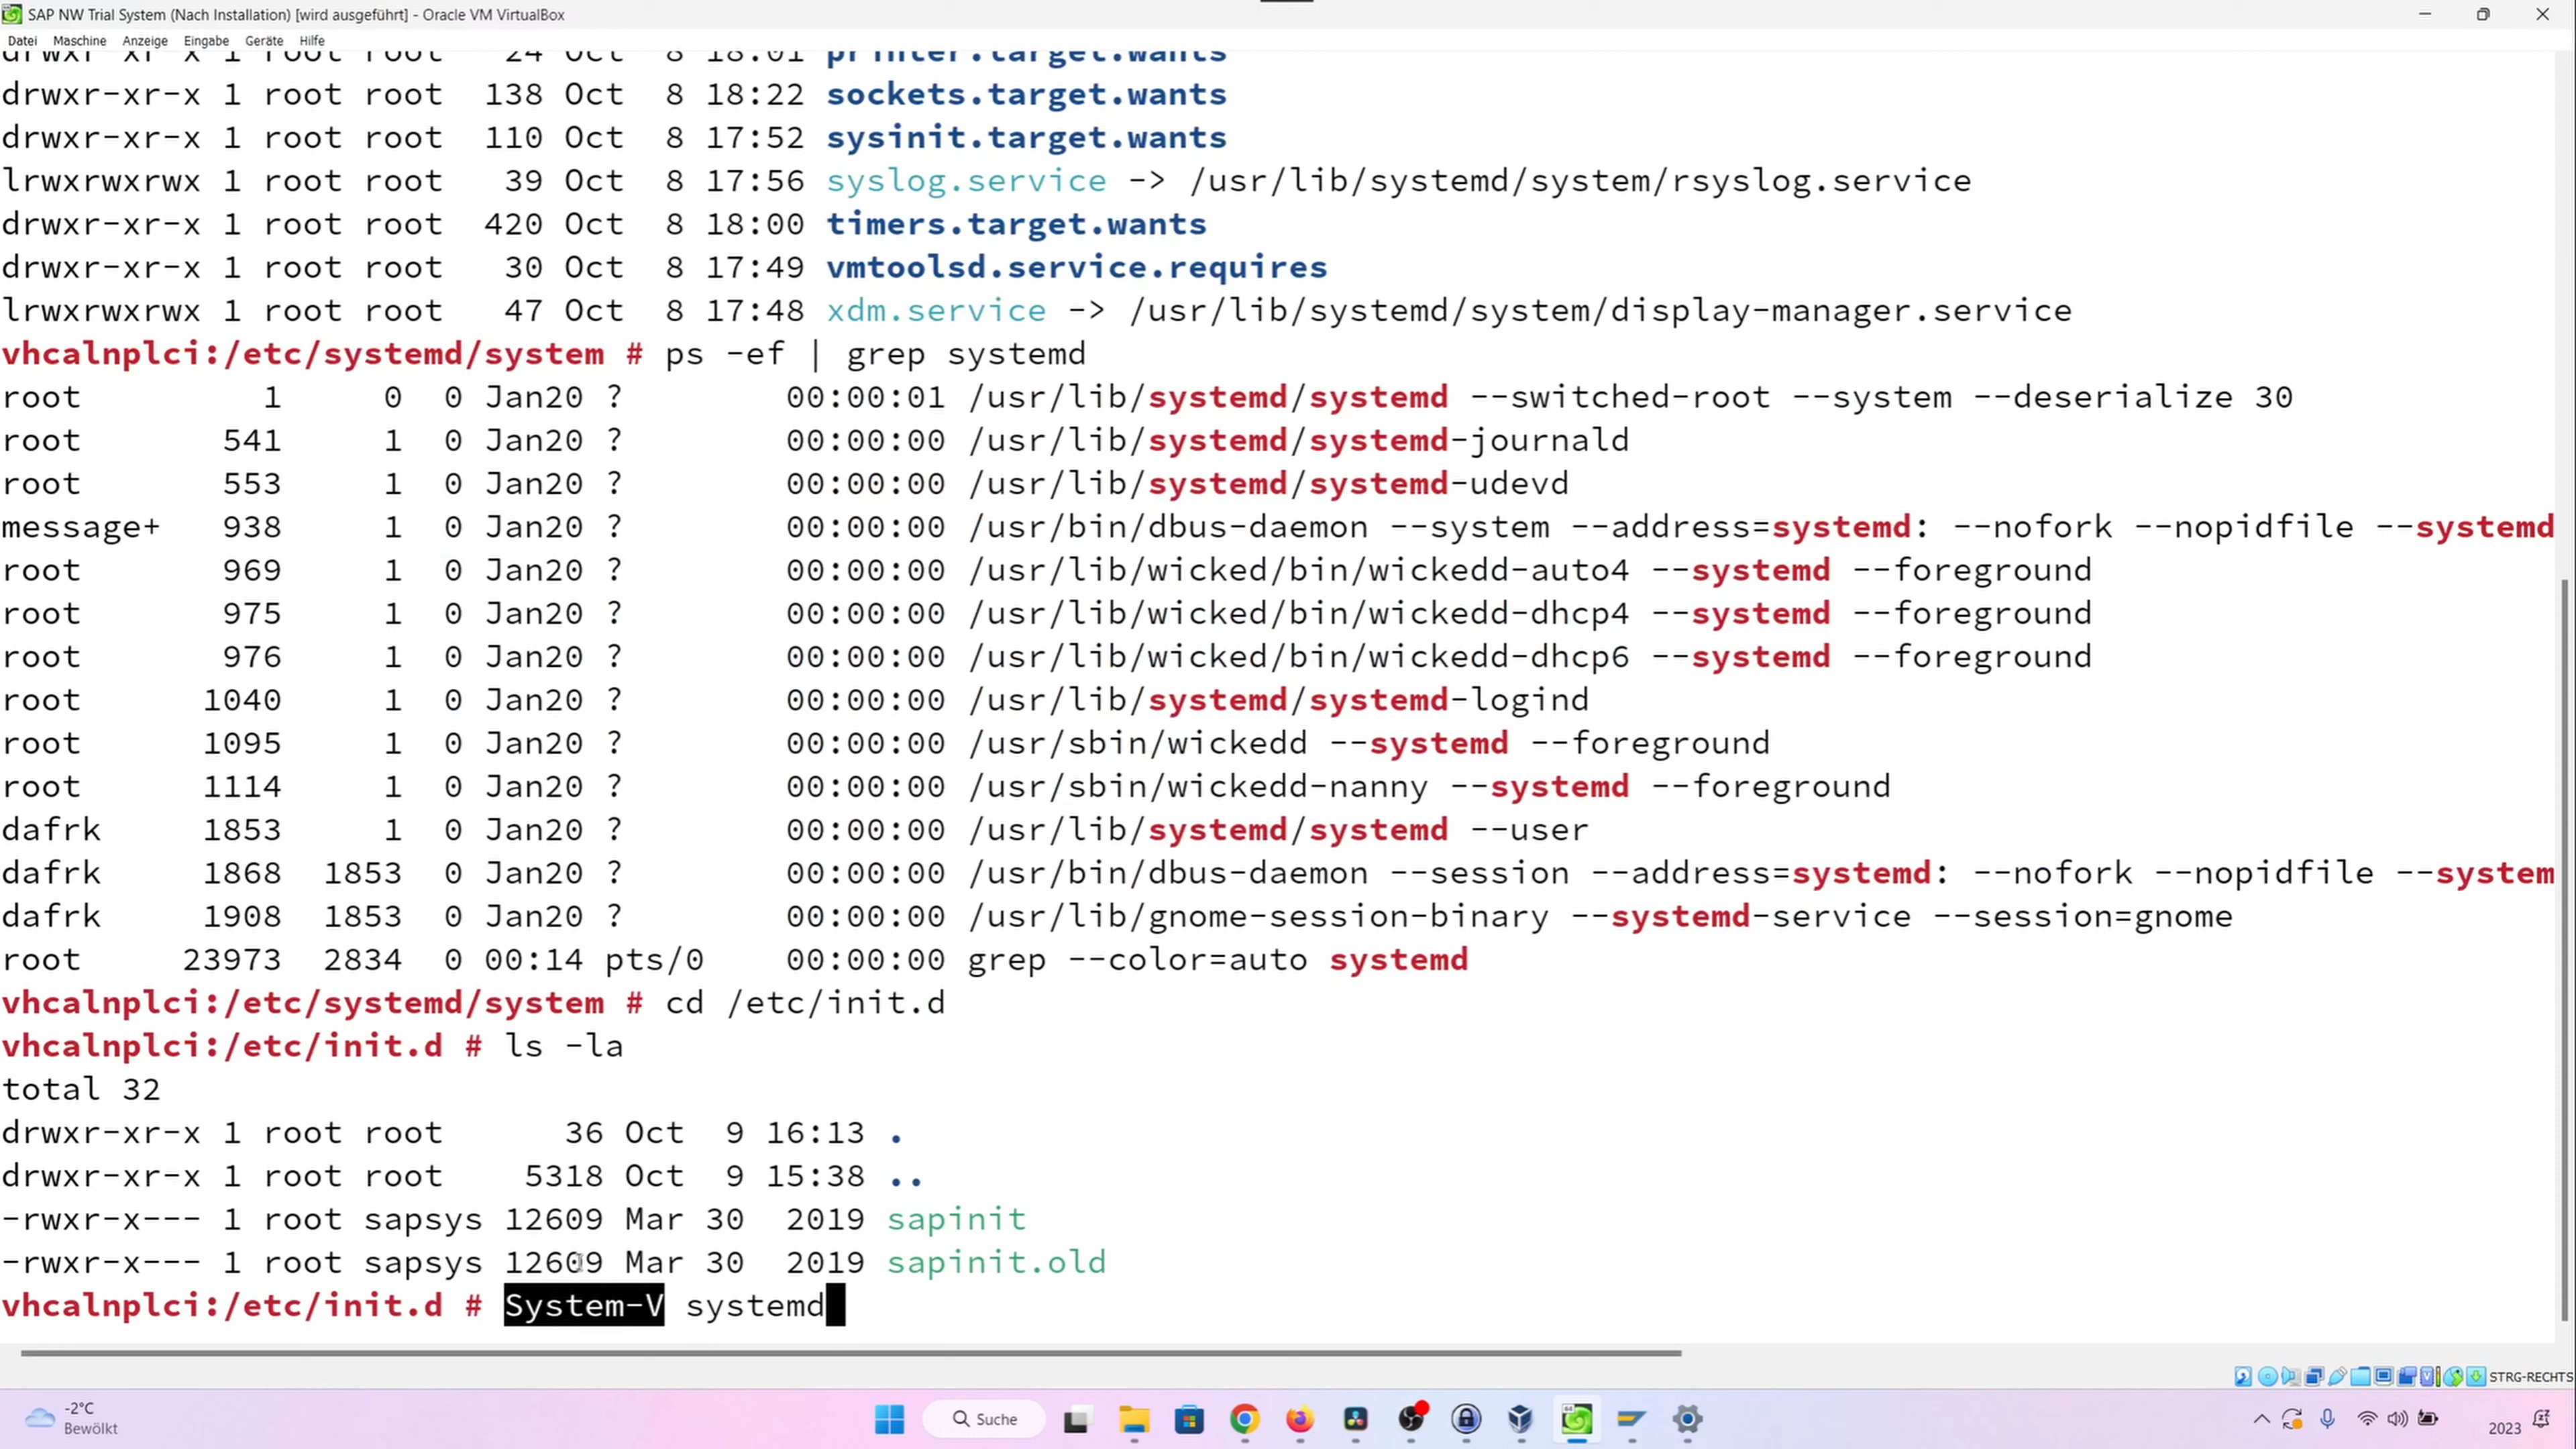 SAP NW Trial System (Nach Installation) [wird ausgeführt] - Oracle VM VirtualBox
Datei Maschine Anzeige Eingabe Geräte Hilfe
drwxr-xr-x 1 root root 24 Oct 8 18:01 printer.target.wants
drwxr-xr-x 1 root root 138 Oct 8 18:22 sockets.target.wants
drwxr-xr-x 1 root root 110 Oct 8 17:52 sysinit.target.wants
lrwxrwxrwx 1 root root 39 Oct 8 17:56 syslog.service -> /usr/lib/systemd/system/rsyslog.service
drwxr-xr-x 1 root root 420 Oct 8 18:00 timers.target.wants
drwxr-xr-x 1 root root 30 Oct 8 17:49 vmtoolsd.service.requires
lrwxrwxrwx 1 root root 47 Oct 8 17:48 xdm.service -> /usr/lib/systemd/system/display-manager.service
vhcalnplci:/etc/systemd/system # ps -ef | grep systemd
root 1 0 0 Jan20 ? 00:00:01 /usr/lib/systemd/systemd --switched-root --system --deserialize 30
root 541 1 0 Jan20 ? 00:00:00 /usr/lib/systemd/systemd-journald
root 553 1 0 Jan20 ? 00:00:00 /usr/lib/systemd/systemd-udevd
message+ 938 1 0 Jan20 ? 00:00:00 /usr/bin/dbus-daemon --system --address=systemd: --nofork --nopidfile --systemd
root 969 1 0 Jan20 ? 00:00:00 /usr/lib/wicked/bin/wickedd-auto4 --systemd --foreground
root 975 1 0 Jan20 ? 00:00:00 /usr/lib/wicked/bin/wickedd-dhcp4 --systemd --foreground
root 976 1 0 Jan20 ? 00:00:00 /usr/lib/wicked/bin/wickedd-dhcp6 --systemd --foreground
root 1040 1 0 Jan20 ? 00:00:00 /usr/lib/systemd/systemd-logind
root 1095 1 0 Jan20 ? 00:00:00 /usr/sbin/wickedd --systemd --foreground
root 1114 1 0 Jan20 ? 00:00:00 /usr/sbin/wickedd-nanny --systemd --foreground
dafrk 1853 1 0 Jan20 ? 00:00:00 /usr/lib/systemd/systemd --user
dafrk 1868 1853 0 Jan20 ? 00:00:00 /usr/bin/dbus-daemon --session --address=systemd: --nofork --nopidfile --system
dafrk 1908 1853 0 Jan20 ? 00:00:00 /usr/lib/gnome-session-binary --systemd-service --session=gnome
root 23973 2834 0 00:14 pts/0 00:00:00 grep --color=auto systemd
vhcalnplci:/etc/systemd/system # cd /etc/init.d
vhcalnplci:/etc/init.d # ls -la
total 32
drwxr-xr-x 1 root root 36 Oct 9 16:13 .
drwxr-xr-x 1 root root 5318 Oct 9 15:38 ..
-rwxr-x--- 1 root sapsys 12609 Mar 30 2019 sapinit
-rwxr-x--- 1 root sapsys 12609 Mar 30 2019 sapinit.old
vhcalnplci:/etc/init.d # System-V systemd
STRG-RECHTS
-2°C
Bewölkt
Suche
2023